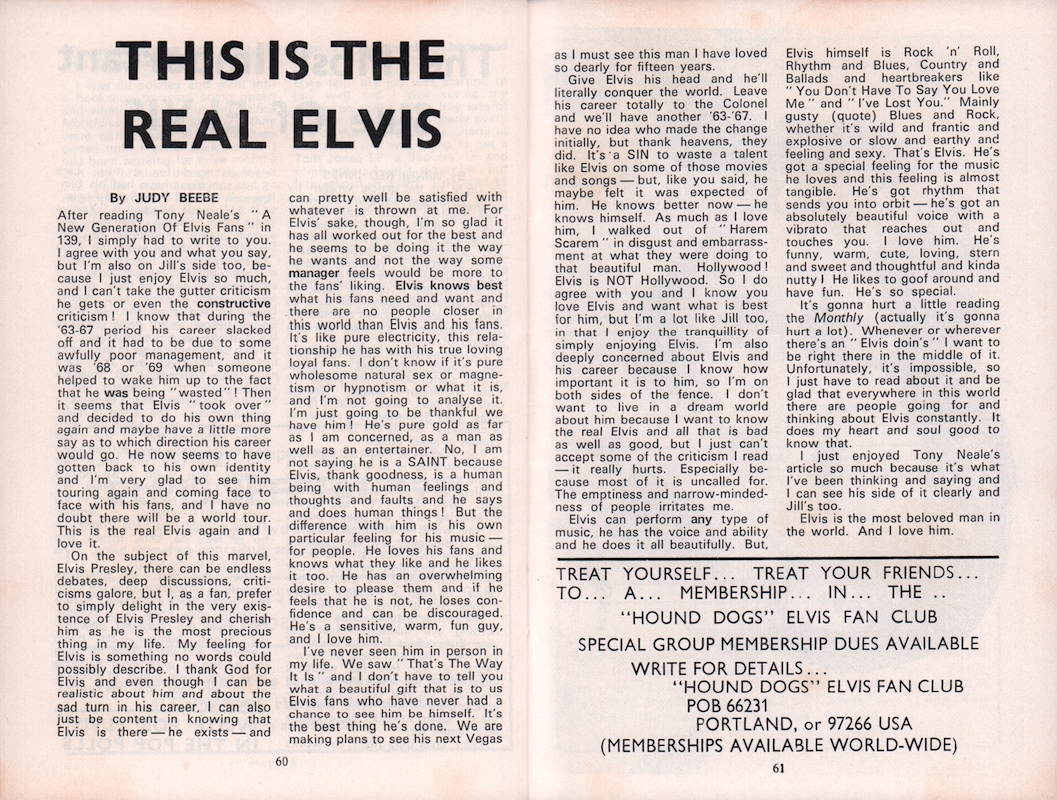 THIS IS THE
REAL ELVIS
By JUDY BEEBE
After reading Tony Neale's "A
New Generation Of Elvis Fans" in
139, I simply had to write to you.
I agree with you and what you say,
but I'm also on Jill's side too, be-
cause I just enjoy Elvis so much,
and I can't take the gutter criticism
he gets or even the constructive
criticism! I know that during the
'63-67 period his career slacked
off and it had to be due to some
awfully poor management, and it
was '68 or '69 when someone
helped to wake him up to the fact
that he was being "wasted"! Then
it seems that Elvis "took over"
and decided to do his own thing
again and maybe have a little more
say as to which direction his career
would go. He now seems to have
gotten back to his own identity
and I'm very glad to see him
touring again and coming face to
face with his fans, and I have no
doubt there will be a world tour.
This is the real Elvis again and I
love it.
On the subject of this marvel,
Elvis Presley, there can be endless
debates, deep discussions, criti-
cisms galore, but I, as a fan, prefer
to simply delight in the very exis-
tence of Elvis Presley and cherish
him as he is the most precious
thing in my life. My feeling for
Elvis is something no words could
possibly describe. I thank God for
Elvis and even though I can be
realistic about him and about the
sad turn in his career, I can also
just be content in knowing that
Elvis is there — he exists — and
can pretty well be satisfied with
whatever is thrown at me. For
Elvis' sake, though, I'm so glad it
has all worked out for the best and
he seems to be doing it the way
he wants and not the way some
manager feels would be more to
the fans' liking. Elvis knows best
what his fans need and want and
there are no people closer in
this world than Elvis and his fans.
It's like pure electricity, this rela-
tionship he has with his true loving
loyal fans. I don't know if it's pure
wholesome natural sex or magne-
tism or hypnotism or what it is,
and I'm not going to analyse it.
I'm just going to be thankful we
have him! He's pure gold as far
as I am concerned, as a man as
well as an entertainer. No, I am
not saying he is a SAINT because
Elvis, thank goodness, is a human
being with human feelings and
thoughts and faults and he says
and does human things! But the
difference with him is his own
particular feeling for his music —
for people. He loves his fans and
knows what they like and he likes
it too. He has an overwhelming
desire to please them and if he
feels that he is not, he loses con-
fidence and can be discouraged.
He's a sensitive, warm, fun guy,
and I love him.
I've never seen him in person in
my life. We saw "That's The Way
It Is" and I don't have to tell you
what a beautiful gift that is to us
Elvis fans who have never had a
chance to see him be himself. It's
the best thing he's done. We are
making plans to see his next Vegas
60
as I must see this man I have loved
so dearly for fifteen years.
Give Elvis his head and he'll
literally conquer the world. Leave
his career totally to the Colonel
and we'll have another '63-'67. I
have no idea who made the change
initially, but thank heavens, they
did. It's a SIN to waste a talent
like Elvis on some of those movies
and songs — but, like you said, he
maybe felt it was expected of
him. He knows better now — he
knows himself. As much as I love
him, I walked out of "Harem
Scarem" in disgust and embarrass-
ment at what they were doing to
that beautiful man. Hollywood!
Elvis is NOT Hollywood. So I do
agree with you and I know you
love Elvis and want what is best
for him, but I'm a lot like Jill too,
in that I enjoy the tranquillity of
simply enjoying Elvis. I'm also
deeply concerned about Elvis and
his career because I know how
important it is to him, so I'm on
both sides of the fence. I don't
want to live in a dream world
about him because I want to know
the real Elvis and all that is bad
as well as good, but I just can't
accept some of the criticism I read
— it really hurts. Especially be-
cause most of it is uncalled for.
The emptiness and narrow-minded-
ness of people irritates me.
Elvis can perform any type of
music, he has the voice and ability
and he does it all beautifully. But,
Elvis himself is Rock 'n' Roll,
Rhythm and Blues, Country and
Ballads and heartbreakers like
"You Don't Have To Say You Love
Me" and "I've Lost You." Mainly
gusty (quote) Blues and Rock,
whether it's wild and frantic and
explosive or slow and earthy and
feeling and sexy. That's Elvis. He's
got a special feeling for the music
he loves and this feeling is almost
tangible. He's got rhythm that
sends you into orbit — he's got an
absolutely beautiful voice with a
vibrato that reaches out and
touches you. I love him. He's
funny, warm, cute, loving, stern
and sweet and thoughtful and kinda
nutty! He likes to goof around and
have fun. He's so special.
It's gonna hurt a little reading
the Monthly (actually it's gonna
hurt a lot). Whenever or wherever
there's an "Elvis doin's" I want to
be right there in the middle of it.
Unfortunately, it's impossible, so
I just have to read about it and be
glad that everywhere in this world
there are people going for and
thinking about Elvis constantly. It
does my heart and soul good to
know that.
I just enjoyed Tony Neale's
article so much because it's what
I've been thinking and saying and
I can see his side of it clearly and
Jill's too.
Elvis is the most beloved man in
the world. And I love him.
TREAT YOURSELF... TREAT YOUR FRIENDS...
TO... A... MEMBERSHIP... IN... THE ..
"HOUND DOGS" ELVIS FAN CLUB
SPECIAL GROUP MEMBERSHIP DUES AVAILABLE
WRITE FOR DETAILS...
"HOUND DOGS" ELVIS FAN CLUB
POB 66231
PORTLAND, or 97266 USA
(MEMBERSHIPS AVAILABLE WORLD-WIDE)
61